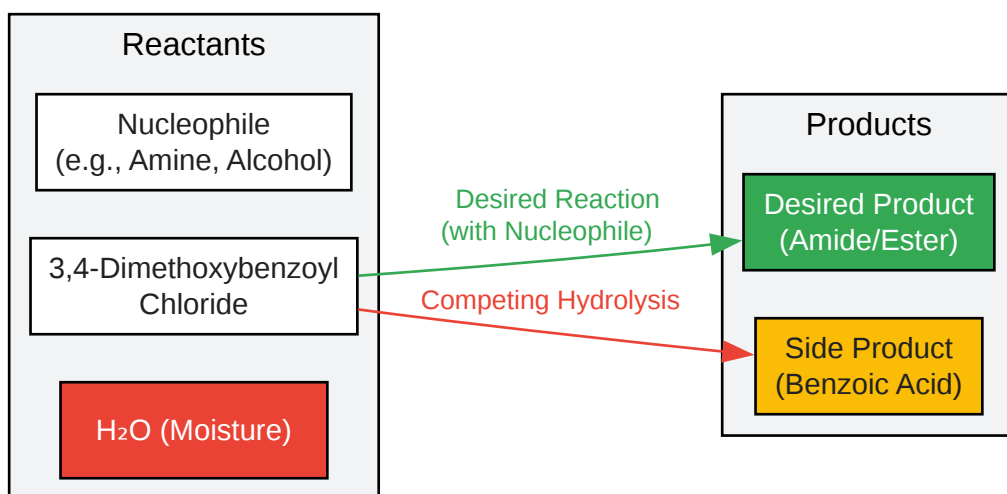 Reactants
Nucleophile
(e.g., Amine, Alcohol)
3,4-Dimethoxybenzoyl
Chloride
H₂O (Moisture)
Desired Reaction
(with Nucleophile)
Competing Hydrolysis
Products
Desired Product
(Amide/Ester)
Side Product
(Benzoic Acid)